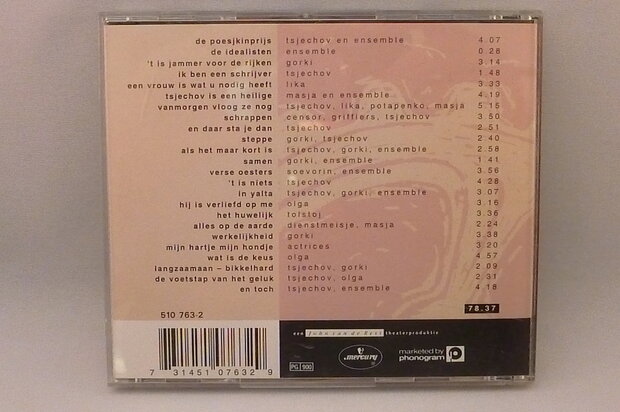 de poesjkinprijs tsjechov en ensemble 4.07
de idealisten ensemble 0.28
't is jammer voor de rijken gorki 3.14
ik ben een schrijver tsjechov 1.48
een vrouw is wat u nodig heeft lika 3.33
tsjechov is een heilige masja en ensemble 4.19
vanmorgen vloog ze nog tsjechov, lika, potapenko, masja 5.15
schrappen censor, griffiers, tsjechov 3.50
en daar sta je dan tsjechov 2.51
steppe gorki, tsjechov 2.40
als het maar kort is tsjechov, gorki, ensemble 2.58
samen gorki, ensemble 1.41
verse oesters soevorin, ensemble 3.56
't is niets tsjechov 4.28
in yalta tsjechov, gorki, ensemble 3.07
hij is verliefd op me olga 3.16
het huwelijk tolstoj 3.36
alles op de aarde dienstmeisje, masja 2.24
werkelijkheid gorki 3.38
mijn hartje mijn hondje actrices 3.20
wat is de keus olga 4.57
langzaamaan – bikkelhard tsjechov, gorki 2.09
de voetstap van het geluk tsjechov, olga 2.31
en toch tsjechov, ensemble 4.18
510 763-2
78.37
een John van de Rest theaterproduktie
mercury
marketed by
phonogram
PG 900
7 31451 07632 9